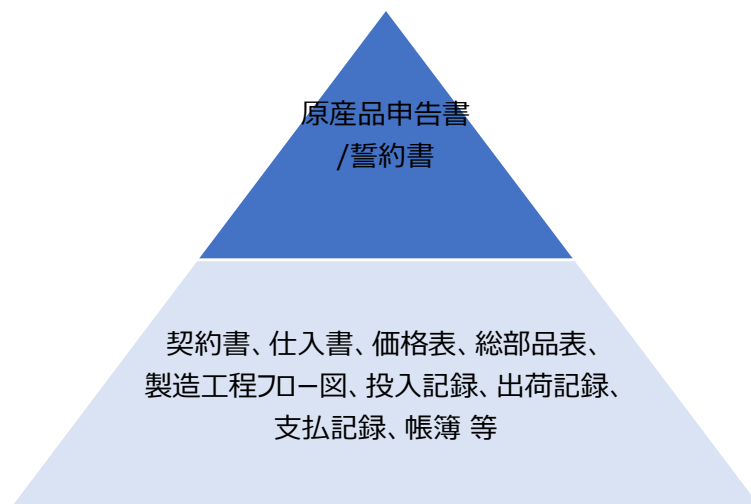 原産品申告書
/誓約書
契約書、仕入書、価格表、総部品表、
製造工程フロー図、投入記録、出荷記録、
支払記録、帳簿 等